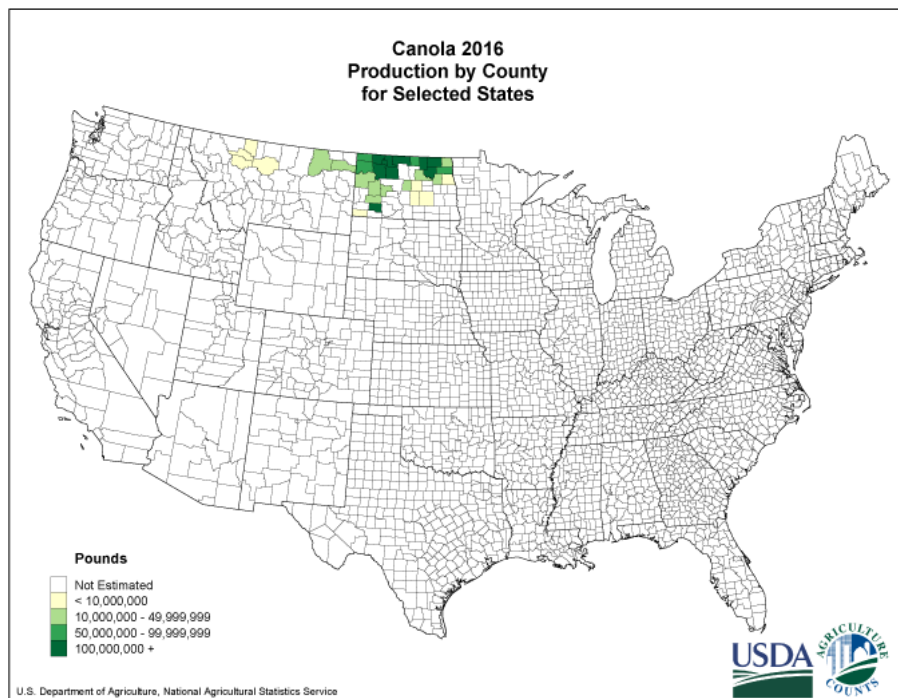 Canola 2016
Production by County
for Selected States
Pounds
Not Estimated
< 10,000,000
10,000,000 - 49,999,999
50,000,000 - 99,999,999
100,000,000 +
USDA
AGRICULTURE
COUNTS
U.S. Department of Agriculture, National Agricultural Statistics Service